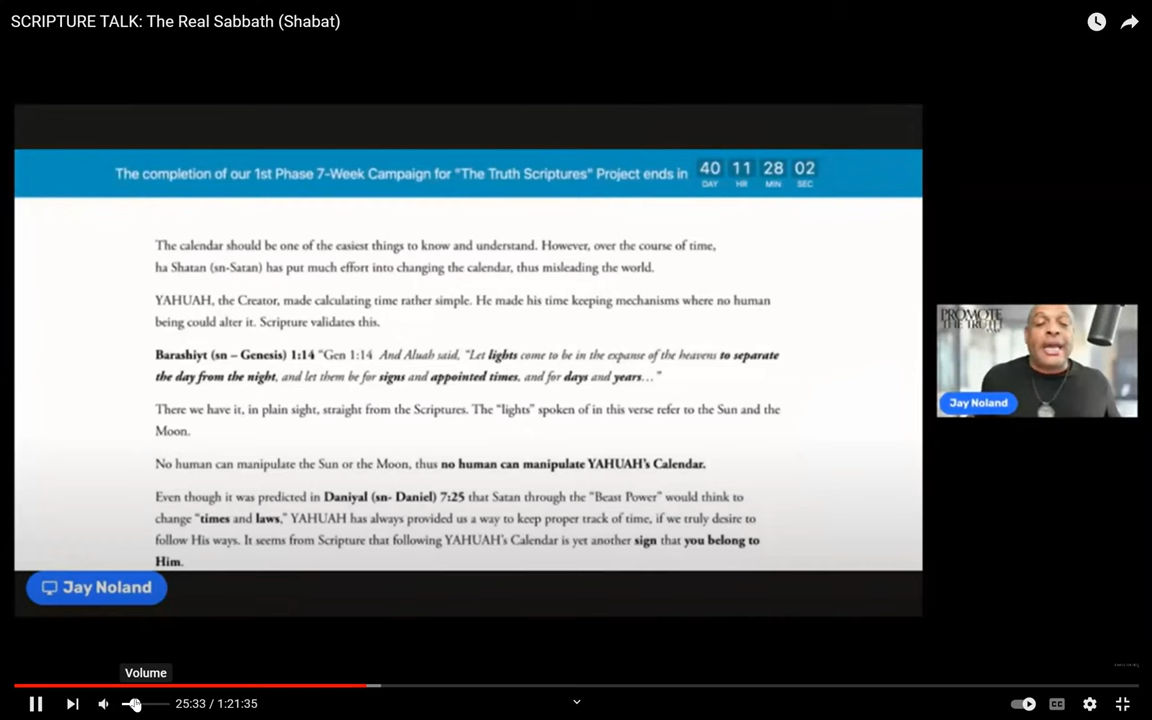 SCRIPTURE TALK: The Real Sabbath (Shabat)
The completion of our 1st Phase 7-Week Campaign for "The Truth Scriptures" Project ends in
40 11 28 02
DAY HR MIN SEC
The calendar should be one of the easiest things to know and understand. However, over the course of time,
ha Shatan (sn-Satan) has put much effort into changing the calendar, thus misleading the world.
YAHUAH, the Creator, made calculating time rather simple. He made his time keeping mechanisms where no human
being could alter it. Scripture validates this.
Barashiyt (sn – Genesis) 1:14 "Gen 1:14 And Aluah said, "Let lights come to be in the expanse of the heavens to separate
the day from the night, and let them be for signs and appointed times, and for days and years…"
There we have it, in plain sight, straight from the Scriptures. The "lights" spoken of in this verse refer to the Sun and the
Moon.
No human can manipulate the Sun or the Moon, thus no human can manipulate YAHUAH's Calendar.
Even though it was predicted in Daniyal (sn- Daniel) 7:25 that Satan through the "Beast Power" would think to
change "times and laws," YAHUAH has always provided us a way to keep proper track of time, if we truly desire to
follow His ways. It seems from Scripture that following YAHUAH's Calendar is yet another sign that you belong to
Him.
Jay Noland
PROMOTE
THE TRUTH
.COM
Jay Noland
Volume
25:33 / 1:21:35
CC